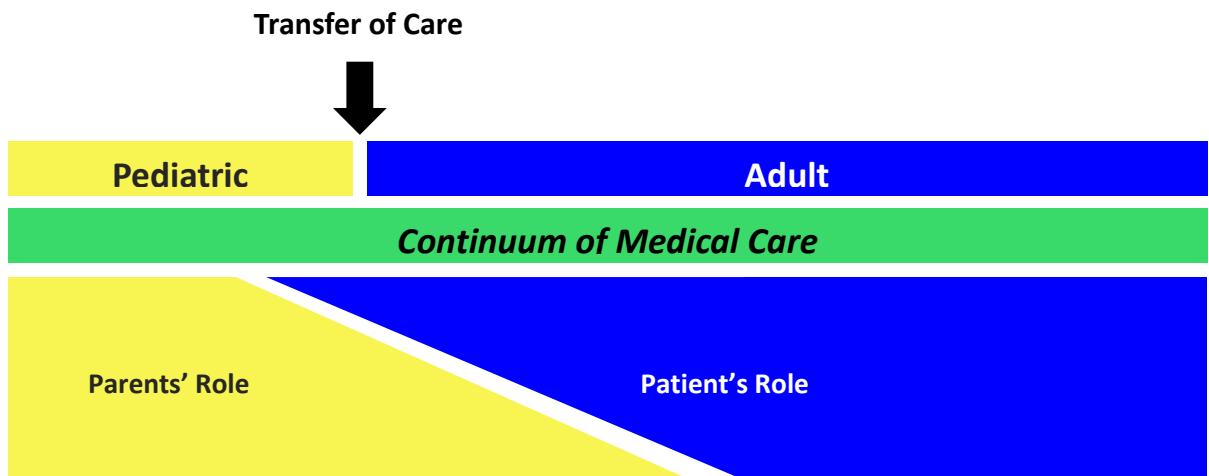 Transfer of Care
Pediatric
Adult
Continuum of Medical Care
Parents’ Role
Patient’s Role